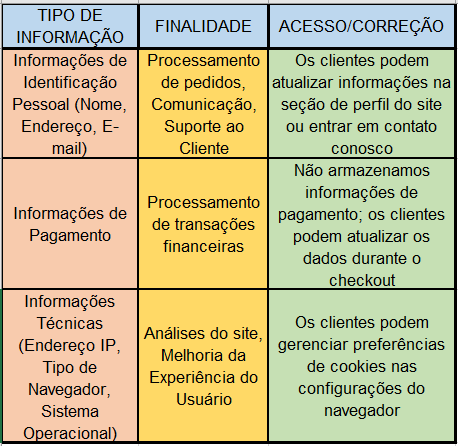 TIPO DE
INFORMAÇÃO
FINALIDADE
ACESSO/CORREÇÃO
Informações de
Identificação
Pessoal (Nome,
Endereço, E-
mail)
Processamento
de pedidos,
Comunicação,
Suporte ao
Cliente
Os clientes podem
atualizar informações na
seção de perfil do site
ou entrar em contato
conosco
Informações de
Pagamento
Processamento
de transações
financeiras
Não armazenamos
informações de
pagamento; os clientes
podem atualizar os
dados durante o
checkout
Informações
Técnicas
(Endereço IP,
Tipo de
Navegador,
Sistema
Operacional)
Análises do site,
Melhoria da
Experiência do
Usuário
Os clientes podem
gerenciar preferências
de cookies nas
configurações do
navegador